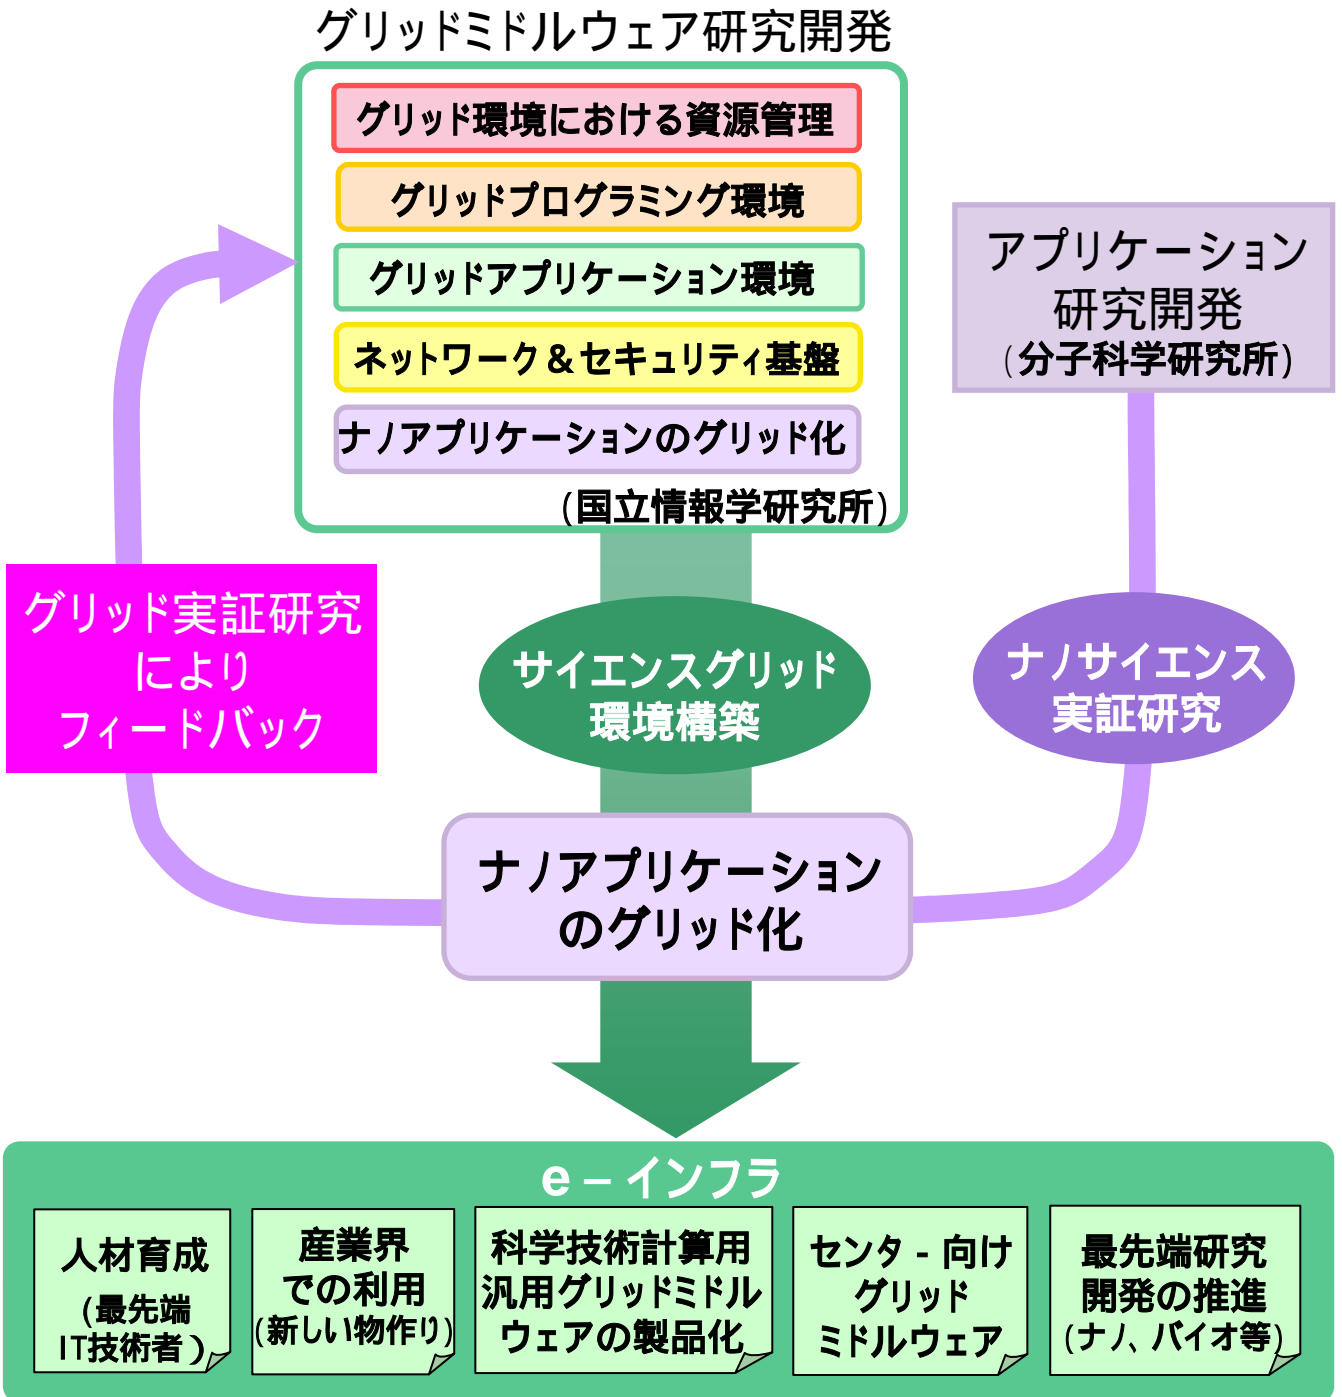 グリッドミドルウェア研究開発
グリッド環境における資源管理
グリッドプログラミング環境
グリッドアプリケーション環境
ネットワーク＆セキュリティ基盤
ナノアプリケーションのグリッド化
（国立情報学研究所）
アプリケーション
研究開発
（分子科学研究所）
グリッド実証研究
により
フィードバック
サイエンスグリッド
環境構築
ナノサイエンス
実証研究
ナノアプリケーション
のグリッド化
e－インフラ
人材育成
（最先端
IT技術者）
産業界
での利用
(新しい物作り)
科学技術計算用
汎用グリッドミドル
ウェアの製品化
センタ-向け
グリッド
ミドルウェア
最先端研究
開発の推進
(ナノ、バイオ等)